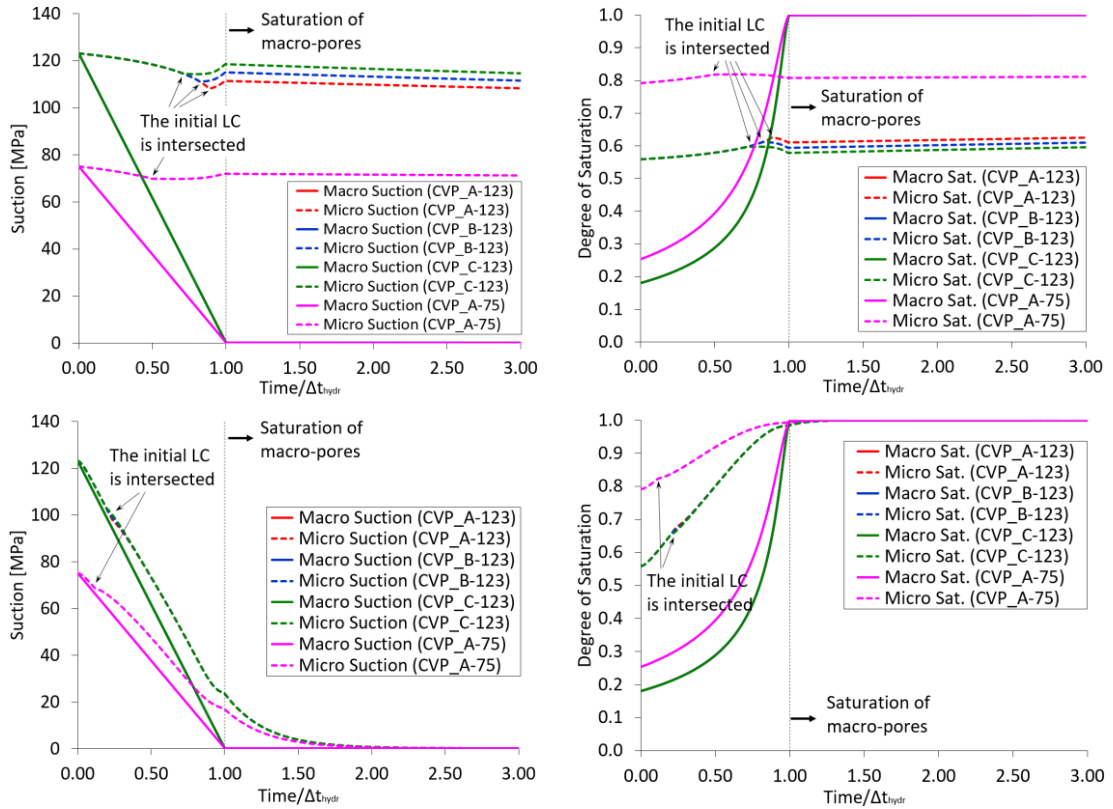 Suction [MPa]
140
120
100
80
60
40
20
0
Saturation of
macro-pores
The initial LC
is intersected
Macro Suction (CVP_A-123)
Micro Suction (CVP_A-123)
Macro Suction (CVP_B-123)
Micro Suction (CVP_B-123)
Macro Suction (CVP_C-123)
Micro Suction (CVP_C-123)
Macro Suction (CVP_A-75)
Micro Suction (CVP_A-75)
0.00 0.50 1.00 1.50 2.00 2.50 3.00
Time/Δthydr
Degree of Saturation
1.0
0.9
0.8
0.7
0.6
0.5
0.4
0.3
0.2
0.1
0.0
The initial LC
is intersected
Saturation of
macro-pores
Macro Sat. (CVP_A-123)
Micro Sat. (CVP_A-123)
Macro Sat. (CVP_B-123)
Micro Sat. (CVP_B-123)
Macro Sat. (CVP_C-123)
Micro Sat. (CVP_C-123)
Macro Sat. (CVP_A-75)
Micro Sat. (CVP_A-75)
0.00 0.50 1.00 1.50 2.00 2.50 3.00
Time/Δthydr
Suction [MPa]
140
120
100
80
60
40
20
0
Saturation of
macro-pores
The initial LC
is intersected
Macro Suction (CVP_A-123)
Micro Suction (CVP_A-123)
Macro Suction (CVP_B-123)
Micro Suction (CVP_B-123)
Macro Suction (CVP_C-123)
Micro Suction (CVP_C-123)
Macro Suction (CVP_A-75)
Micro Suction (CVP_A-75)
0.00 0.50 1.00 1.50 2.00 2.50 3.00
Time/Δthydr
Degree of Saturation
1.0
0.9
0.8
0.7
0.6
0.5
0.4
0.3
0.2
0.1
0.0
Macro Sat. (CVP_A-123)
Micro Sat. (CVP_A-123)
Macro Sat. (CVP_B-123)
Micro Sat. (CVP_B-123)
Macro Sat. (CVP_C-123)
Micro Sat. (CVP_C-123)
Macro Sat. (CVP_A-75)
Micro Sat. (CVP_A-75)
The initial LC
is intersected
Saturation of
macro-pores
0.00 0.50 1.00 1.50 2.00 2.50 3.00
Time/Δthydr